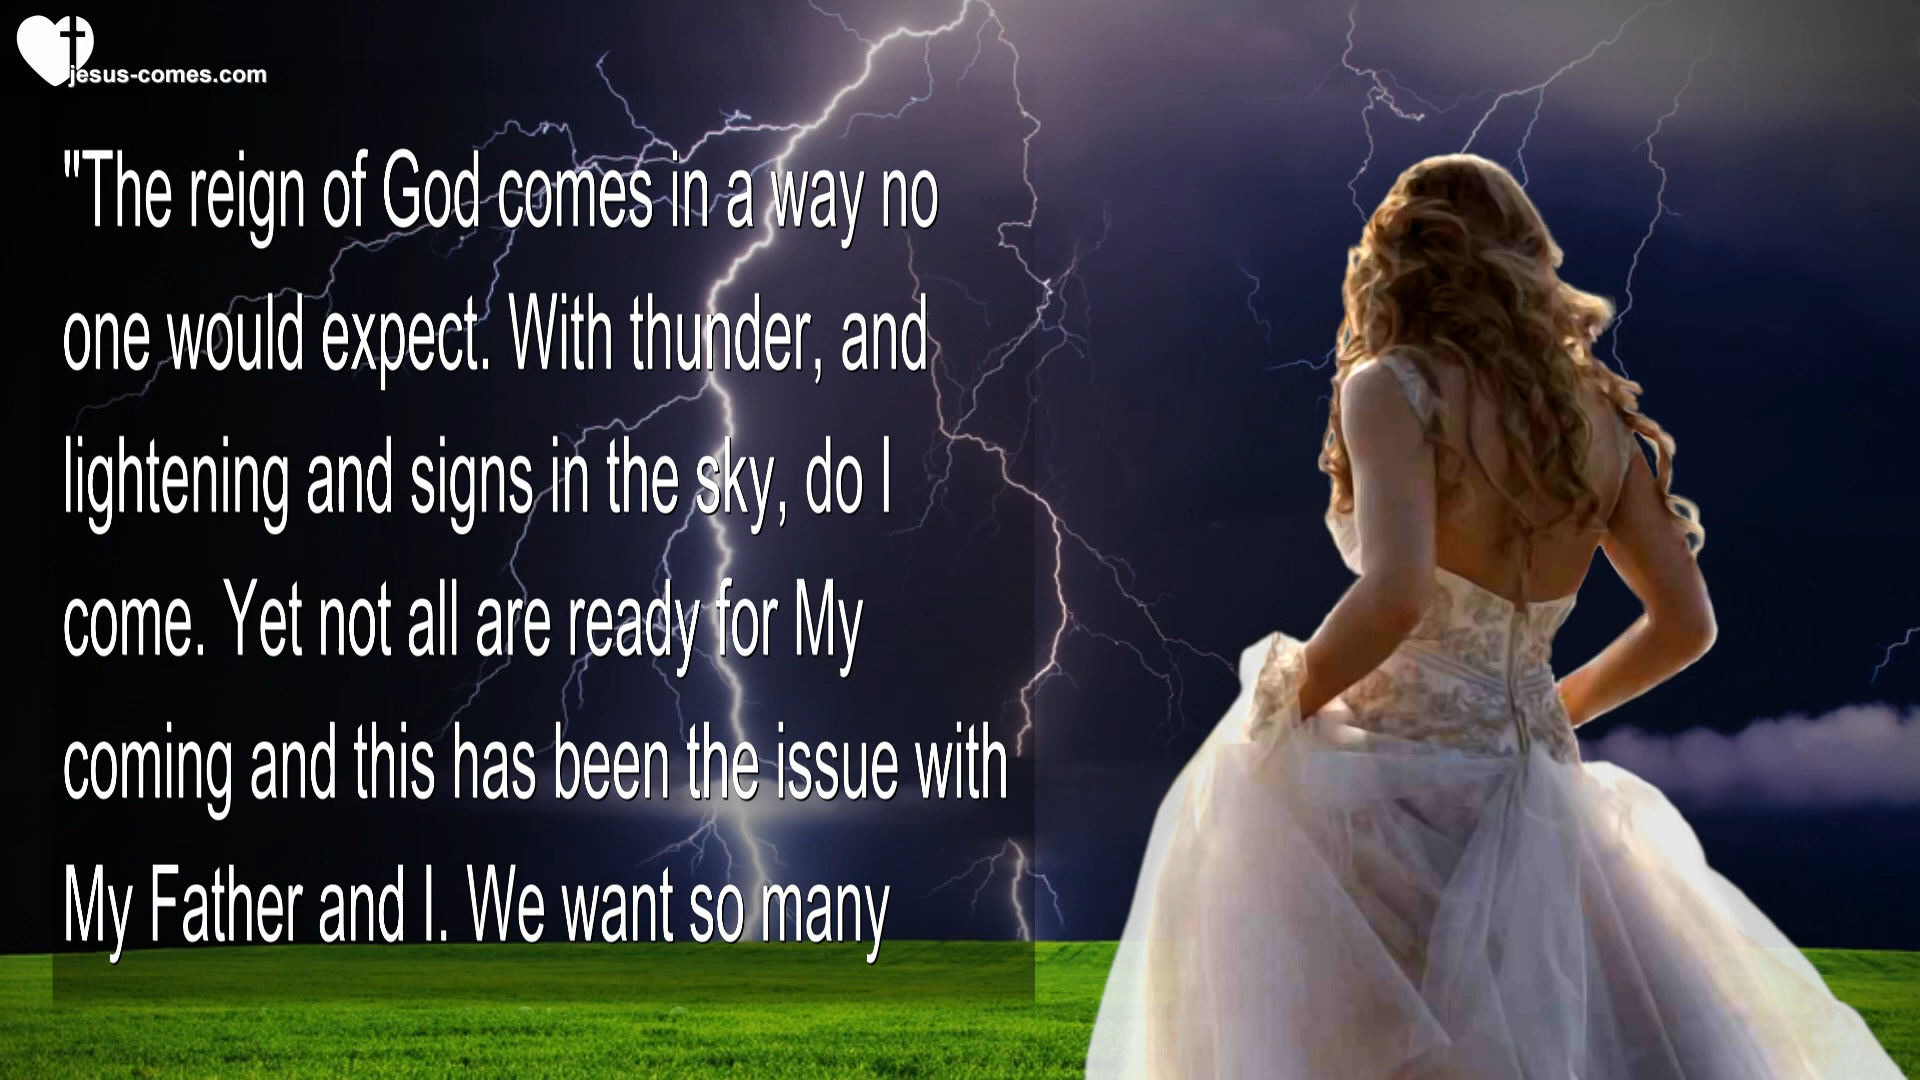 jesus-comes.com
"The reign of God comes in a way no
one would expect. With thunder, and
lightening and signs in the sky, do I
come. Yet not all are ready for My
coming and this has been the issue with
My Father and I. We want so many